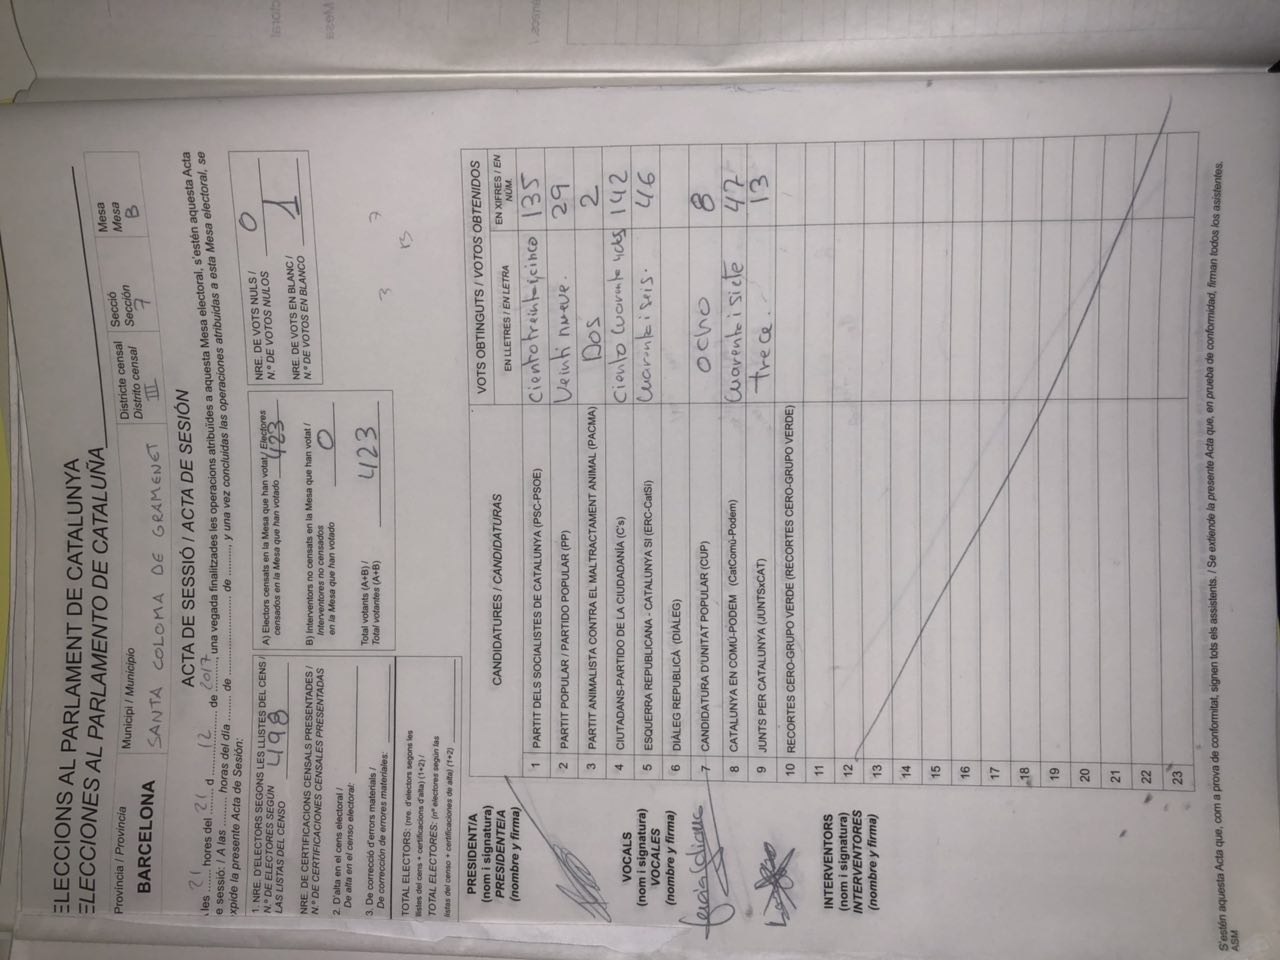 ELECCIONS AL PARLAMENT DE CATALUNYA
ELECCIONES AL PARLAMENTO DE CATALUÑA
Província / Provincia
BARCELONA
Municipi / Municipio
SANTA COLOMA DE GRAMENET
Districte censal
Distrito censal
III
Secció
Sección
7
Mesa
Mesa
B
ACTA DE SESSIÓ / ACTA DE SESIÓN
les 21 hores del 21 d 12 de 2017, una vegada finalitzades les operacions atribuïdes a aquesta Mesa electoral, s'estén aquesta Acta
e sessió: / A las ........ horas del día ........ de ........ de ........ y una vez concluidas las operaciones atribuidas a esta Mesa electoral, se
xpide la presente Acta de Sesión:
1. NRE. D'ELECTORS SEGONS LES LLISTES DEL CENS /
N.º DE ELECTORES SEGÚN
LAS LISTAS DEL CENSO 498
NRE. DE CERTIFICACIONS CENSALS PRESENTADES /
N.º DE CERTIFICACIONES CENSALES PRESENTADAS
2. D'alta en el cens electoral /
De alta en el censo electoral:
3. De correcció d'errors materials /
De corrección de errores materiales:
TOTAL ELECTORS: (nre. d'electors segons les
llistes del cens + certificacions d'alta) (1+2) /
TOTAL ELECTORES: (nº electores según las
listas del censo + certificaciones de alta) (1+2)
A) Electors censats en la Mesa que han votat / Electores
censados en la Mesa que han votado 423
B) Interventors no censats en la Mesa que han votat /
Interventores no censados
en la Mesa que han votado 0
Total votants (A+B) /
Total votantes (A+B) 423
NRE. DE VOTS NULS /
N.º DE VOTOS NULOS 0
NRE. DE VOTS EN BLANC /
N.º DE VOTOS EN BLANCO 1
3 13 7
CANDIDATURES / CANDIDATURAS
VOTS OBTINGUTS / VOTOS OBTENIDOS
EN LLETRES / EN LETRA
EN XIFRES / EN NÚM.
1 PARTIT DELS SOCIALISTES DE CATALUNYA (PSC-PSOE) Ciento treinta y cinco 135
2 PARTIT POPULAR / PARTIDO POPULAR (PP) Veinti nueve. 29
3 PARTIT ANIMALISTA CONTRA EL MALTRACTAMENT ANIMAL (PACMA) Dos 2
4 CIUTADANS-PARTIDO DE LA CIUDADANÍA (C's) ciento cuarenta y dos 142
5 ESQUERRA REPUBLICANA - CATALUNYA SÍ (ERC-CatSí) cuarenta i seis. 46
6 DIÀLEG REPUBLICÀ (DIÀLEG)
7 CANDIDATURA D'UNITAT POPULAR (CUP) ocho 8
8 CATALUNYA EN COMÚ-PODEM (CatComú-Podem) cuarenta i siete 47
9 JUNTS PER CATALUNYA (JUNTSxCAT) trece. 13
10 RECORTES CERO-GRUPO VERDE (RECORTES CERO-GRUPO VERDE)
11
12
13
14
15
16
17
18
19
20
21
22
23
PRESIDENTIA
(nom i signatura)
PRESIDENTEIA
(nombre y firma)
VOCALS
(nom i signatura)
VOCALES
(nombre y firma)
INTERVENTORS
(nom i signatura)
INTERVENTORES
(nombre y firma)
S'estén aquesta Acta que, com a prova de conformitat, signen tots els assistents. / Se extiende la presente Acta que, en prueba de conformidad, firman todos los asistentes.
ASM